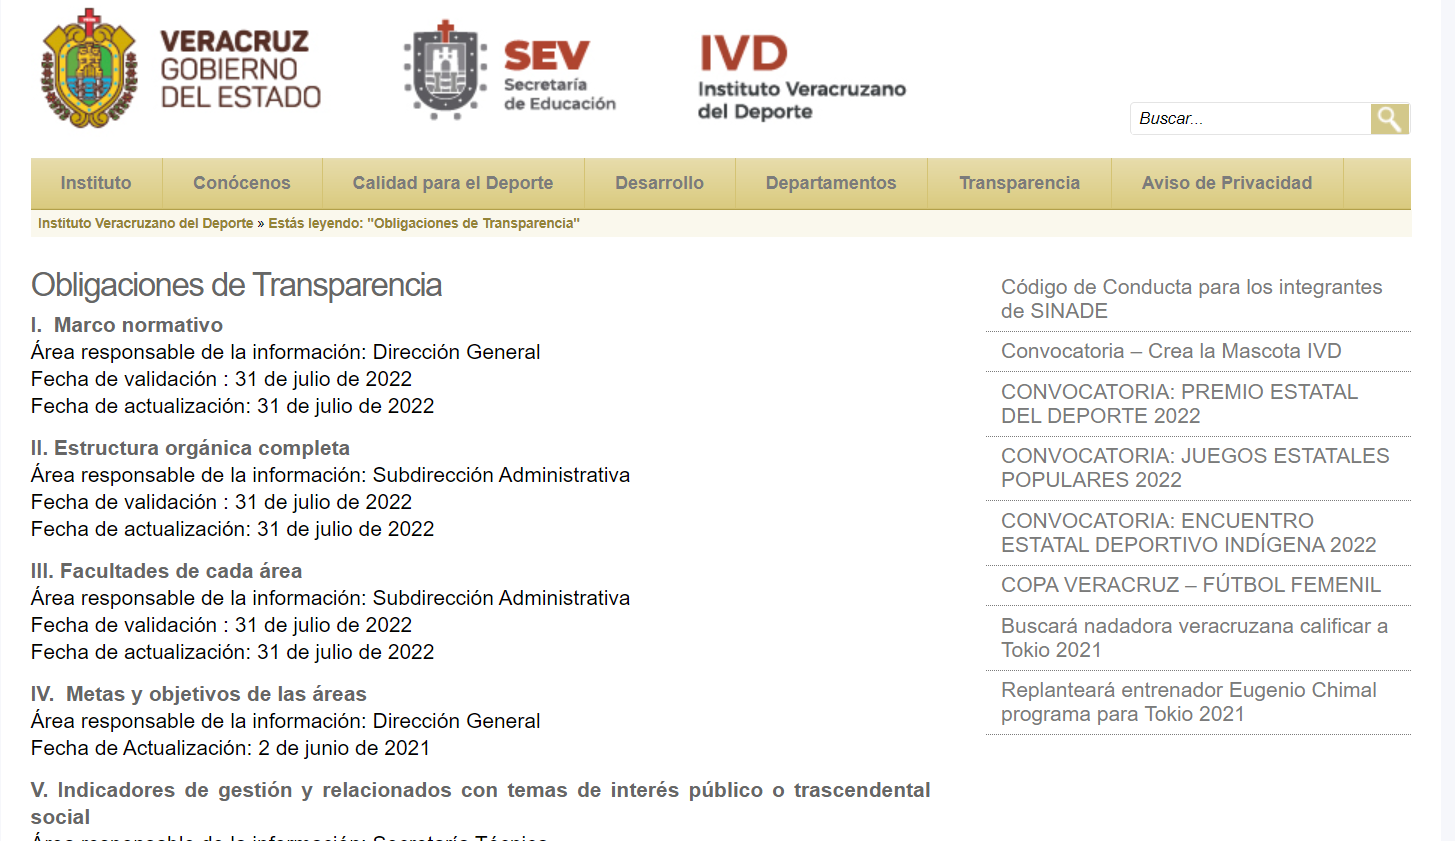 VERACRUZ
GOBIERNO
DEL ESTADO
SEV
Secretaría
de Educación
IVD
Instituto Veracruzano
del Deporte
Buscar...
Instituto
Conócenos
Calidad para el Deporte
Desarrollo
Departamentos
Transparencia
Aviso de Privacidad
Instituto Veracruzano del Deporte » Estás leyendo: "Obligaciones de Transparencia"
Obligaciones de Transparencia
I.  Marco normativo
Área responsable de la información: Dirección General
Fecha de validación : 31 de julio de 2022
Fecha de actualización: 31 de julio de 2022
II. Estructura orgánica completa
Área responsable de la información: Subdirección Administrativa
Fecha de validación : 31 de julio de 2022
Fecha de actualización: 31 de julio de 2022
III. Facultades de cada área
Área responsable de la información: Subdirección Administrativa
Fecha de validación : 31 de julio de 2022
Fecha de actualización: 31 de julio de 2022
IV.  Metas y objetivos de las áreas
Área responsable de la información: Dirección General
Fecha de Actualización: 2 de junio de 2021
V. Indicadores de gestión y relacionados con temas de interés público o trascendental
social
Área responsable de la información: Secretaría Técnica
Código de Conducta para los integrantes
de SINADE
Convocatoria – Crea la Mascota IVD
CONVOCATORIA: PREMIO ESTATAL
DEL DEPORTE 2022
CONVOCATORIA: JUEGOS ESTATALES
POPULARES 2022
CONVOCATORIA: ENCUENTRO
ESTATAL DEPORTIVO INDÍGENA 2022
COPA VERACRUZ – FÚTBOL FEMENIL
Buscará nadadora veracruzana calificar a
Tokio 2021
Replanteará entrenador Eugenio Chimal
programa para Tokio 2021